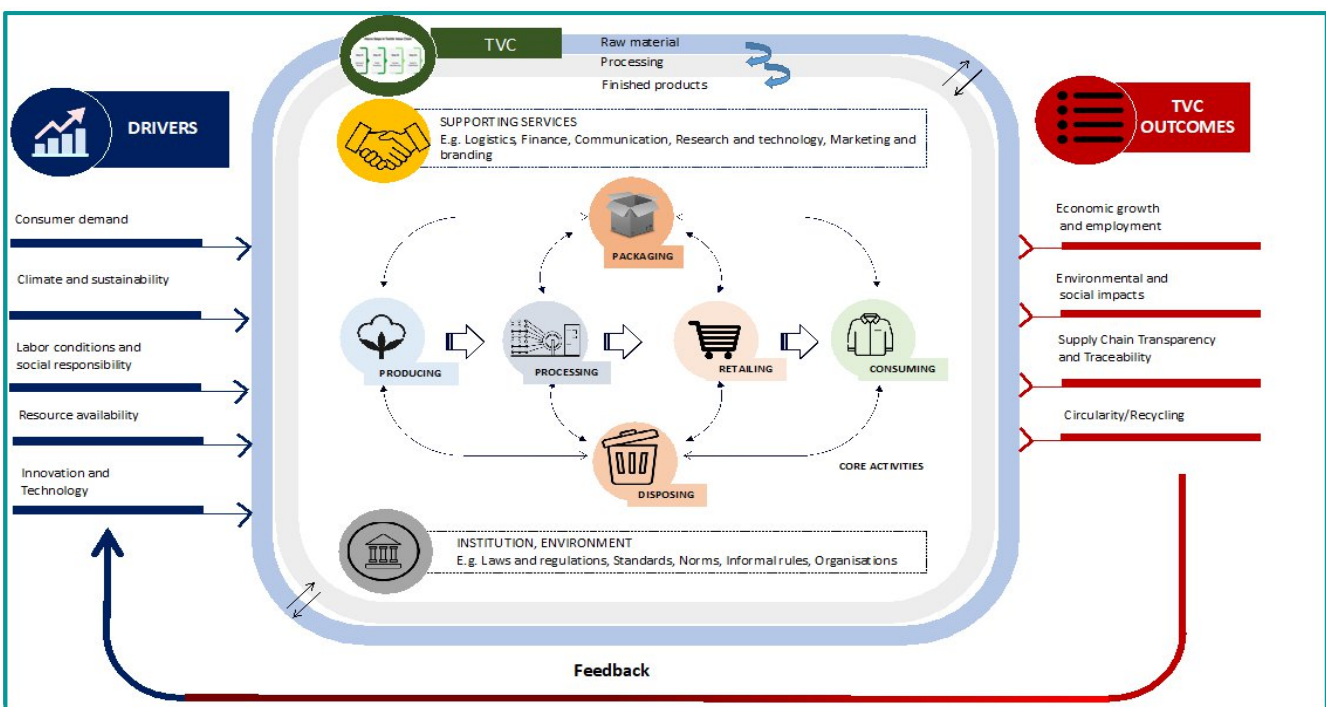 TVC
Raw material
Processing
Finished products
DRIVERS
TVC
OUTCOMES
SUPPORTING SERVICES
E.g. Logistics, Finance, Communication, Research and technology, Marketing and
branding
Consumer demand
Climate and sustainability
Labor conditions and
social responsibility
Resource availability
Innovation and
Technology
PACKAGING
PRODUCING
PROCESSING
RETAILING
CONSUMING
DISPOSING
CORE ACTIVITIES
INSTITUTION, ENVIRONMENT
E.g. Laws and regulations, Standards, Norms, Informal rules, Organisations
Economic growth
and employment
Environmental and
social impacts
Supply Chain Transparency
and Traceability
Circularity/Recycling
Feedback